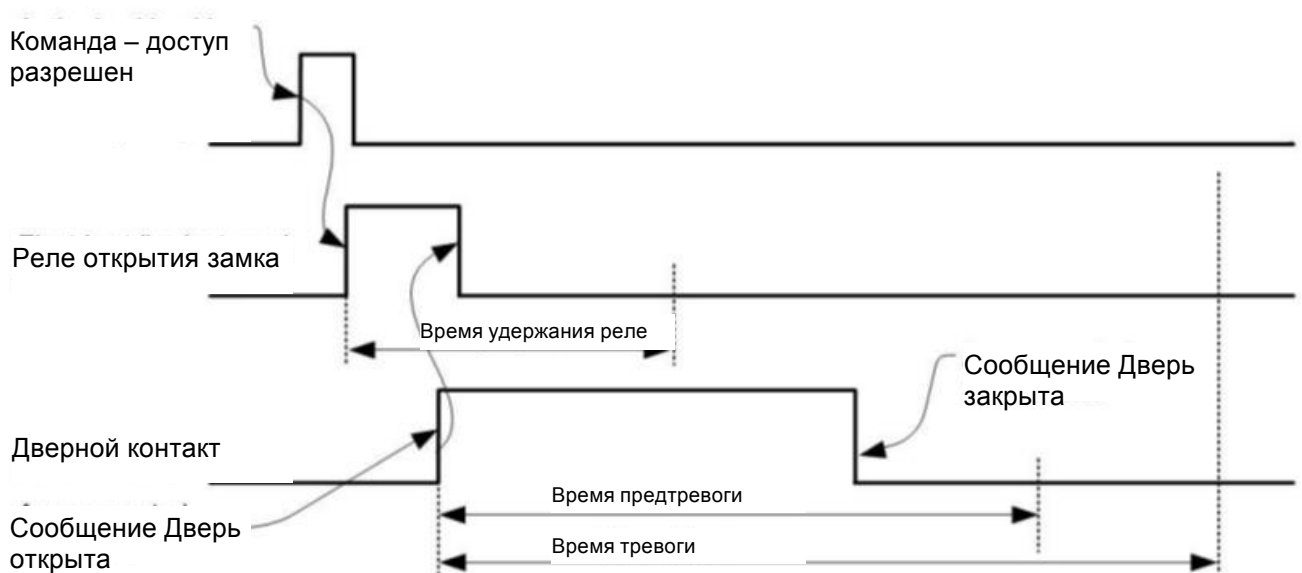 Команда – доступ
разрешен
Реле открытия замка
Время удержания реле
Сообщение Дверь
закрыта
Дверной контакт
Время предтревоги
Сообщение Дверь
открыта
Время тревоги